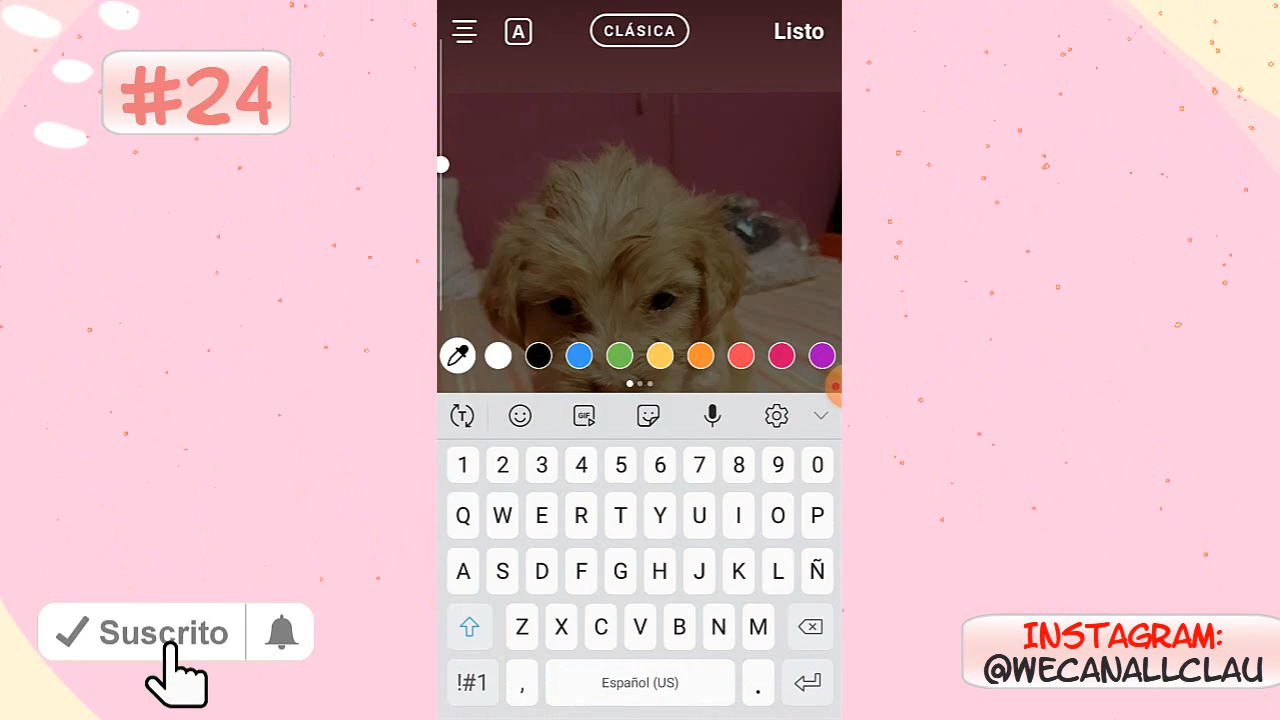 #24
A
CLÁSICA
Listo
T
GIF
1 2 3 4 5 6 7 8 9 0
Q W E R T Y U I O P
A S D F G H J K L Ñ
Z X C V B N M
!#1 , Español (US) .
Suscrito
INSTAGRAM:
@WECANALLCLAU